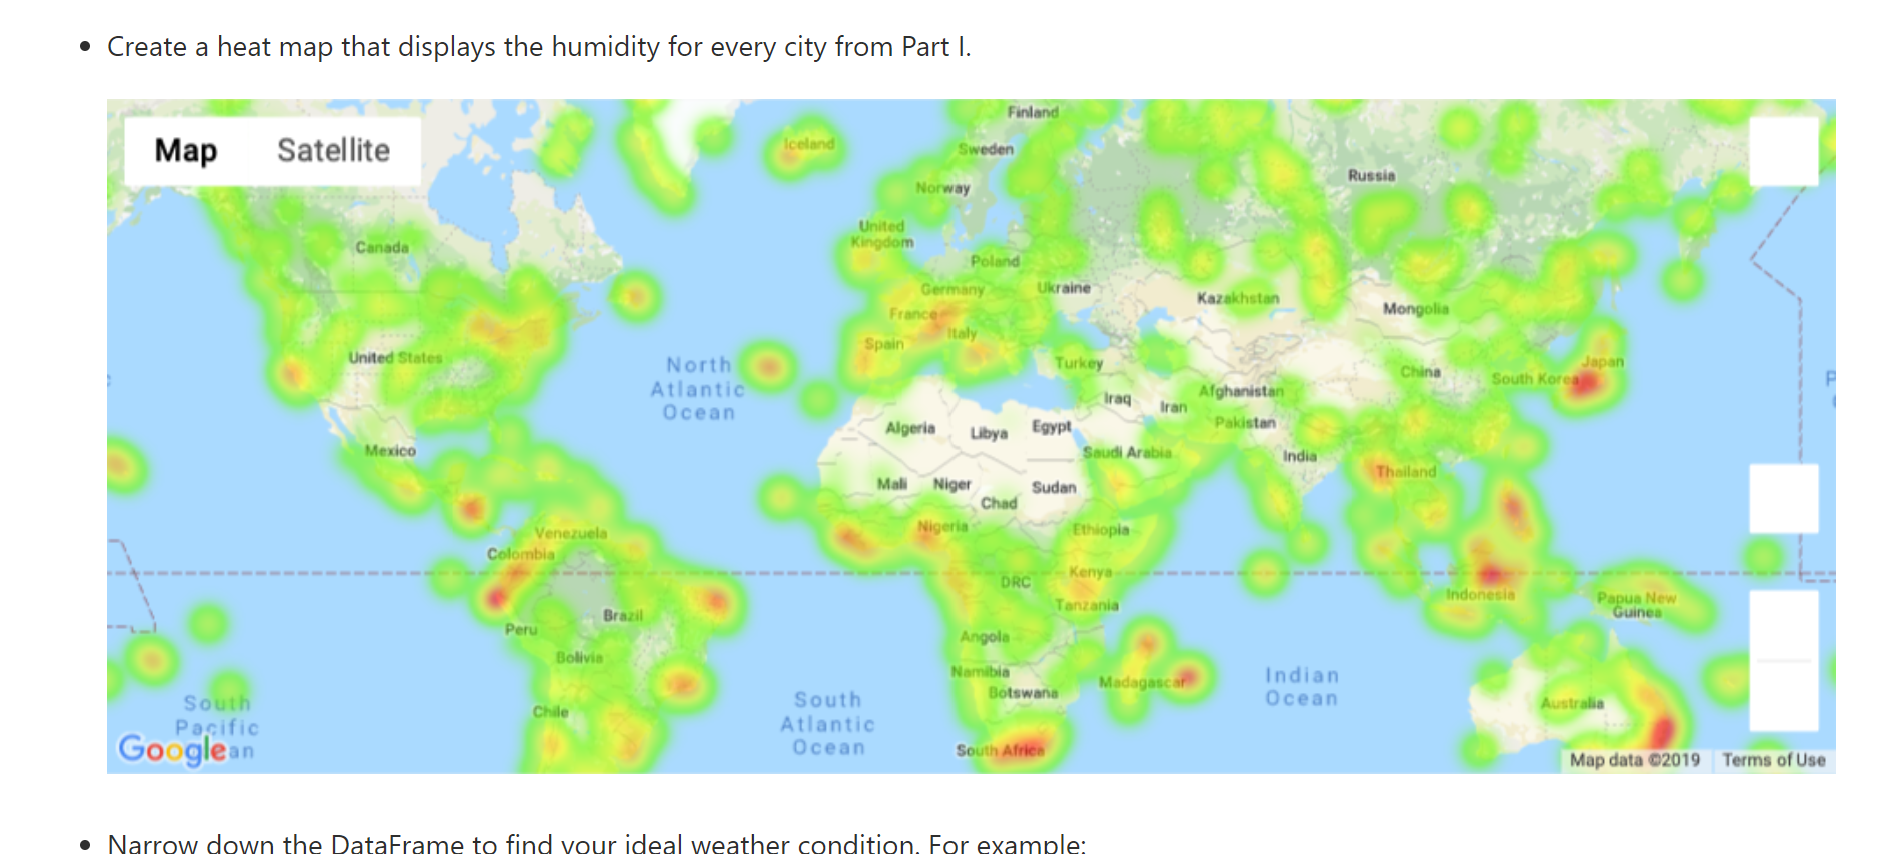 Create a heat map that displays the humidity for every city from Part I.
Map Satellite
Finland
Iceland
Sweden
Russia
Norway
United
Kingdom
Canada
Poland
Germany
Ukraine
Kazakhstan
Mongolia
France
Italy
Spain
United States
North
Atlantic
Ocean
Turkey
Japan
China
South Korea
Afghanistan
Iraq
Iran
Pakistan
Algeria
Libya
Egypt
Mexico
Saudi Arabia
India
Thailand
Mali
Niger
Sudan
Chad
Nigeria
Ethiopia
Venezuela
Colombia
Kenya
DRC
Indonesia
Papua New
Guinea
Tanzania
Brazil
Peru
Angola
Bolivia
Namibia
Botswana
Madagascar
Indian
Ocean
South
Pacific
South
Atlantic
Ocean
Chile
Australia
South Africa
Google
Map data ©2019 Terms of Use
Narrow down the DataFrame to find your ideal weather condition. For example: